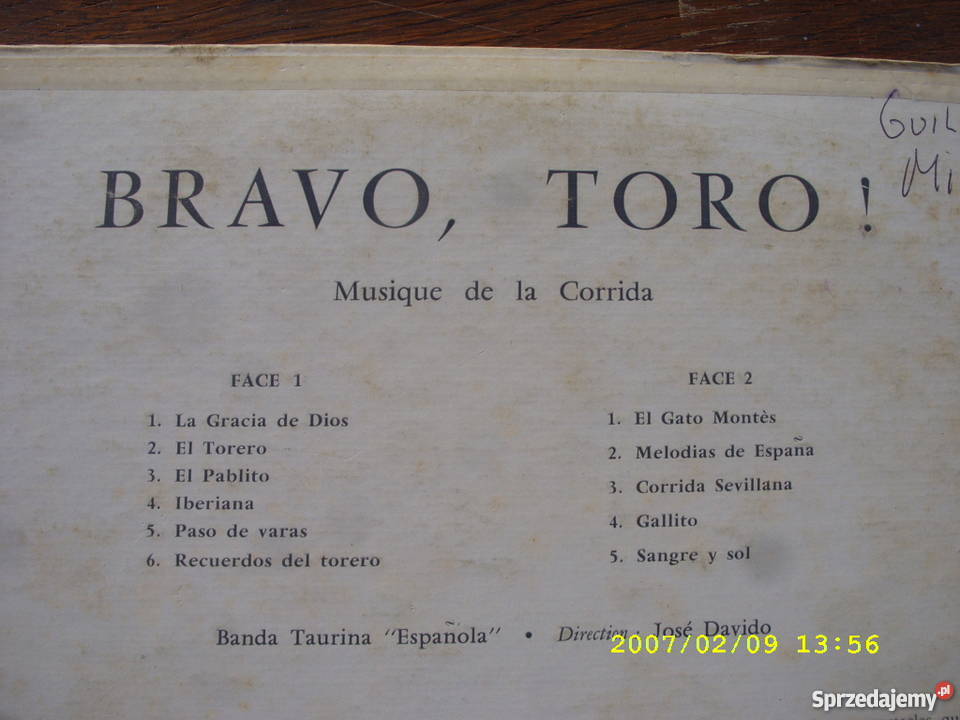 GUIL
Mi
BRAVO, TORO !
Musique de la Corrida
FACE 1
1. La Gracia de Dios
2. El Torero
3. El Pablito
4. Iberiana
5. Paso de varas
6. Recuerdos del torero
FACE 2
1. El Gato Montès
2. Melodias de España
3. Corrida Sevillana
4. Gallito
5. Sangre y sol
Banda Taurina "Española" • Direction : José Davido
2007/02/09 13:56
Sprzedajemy.pl